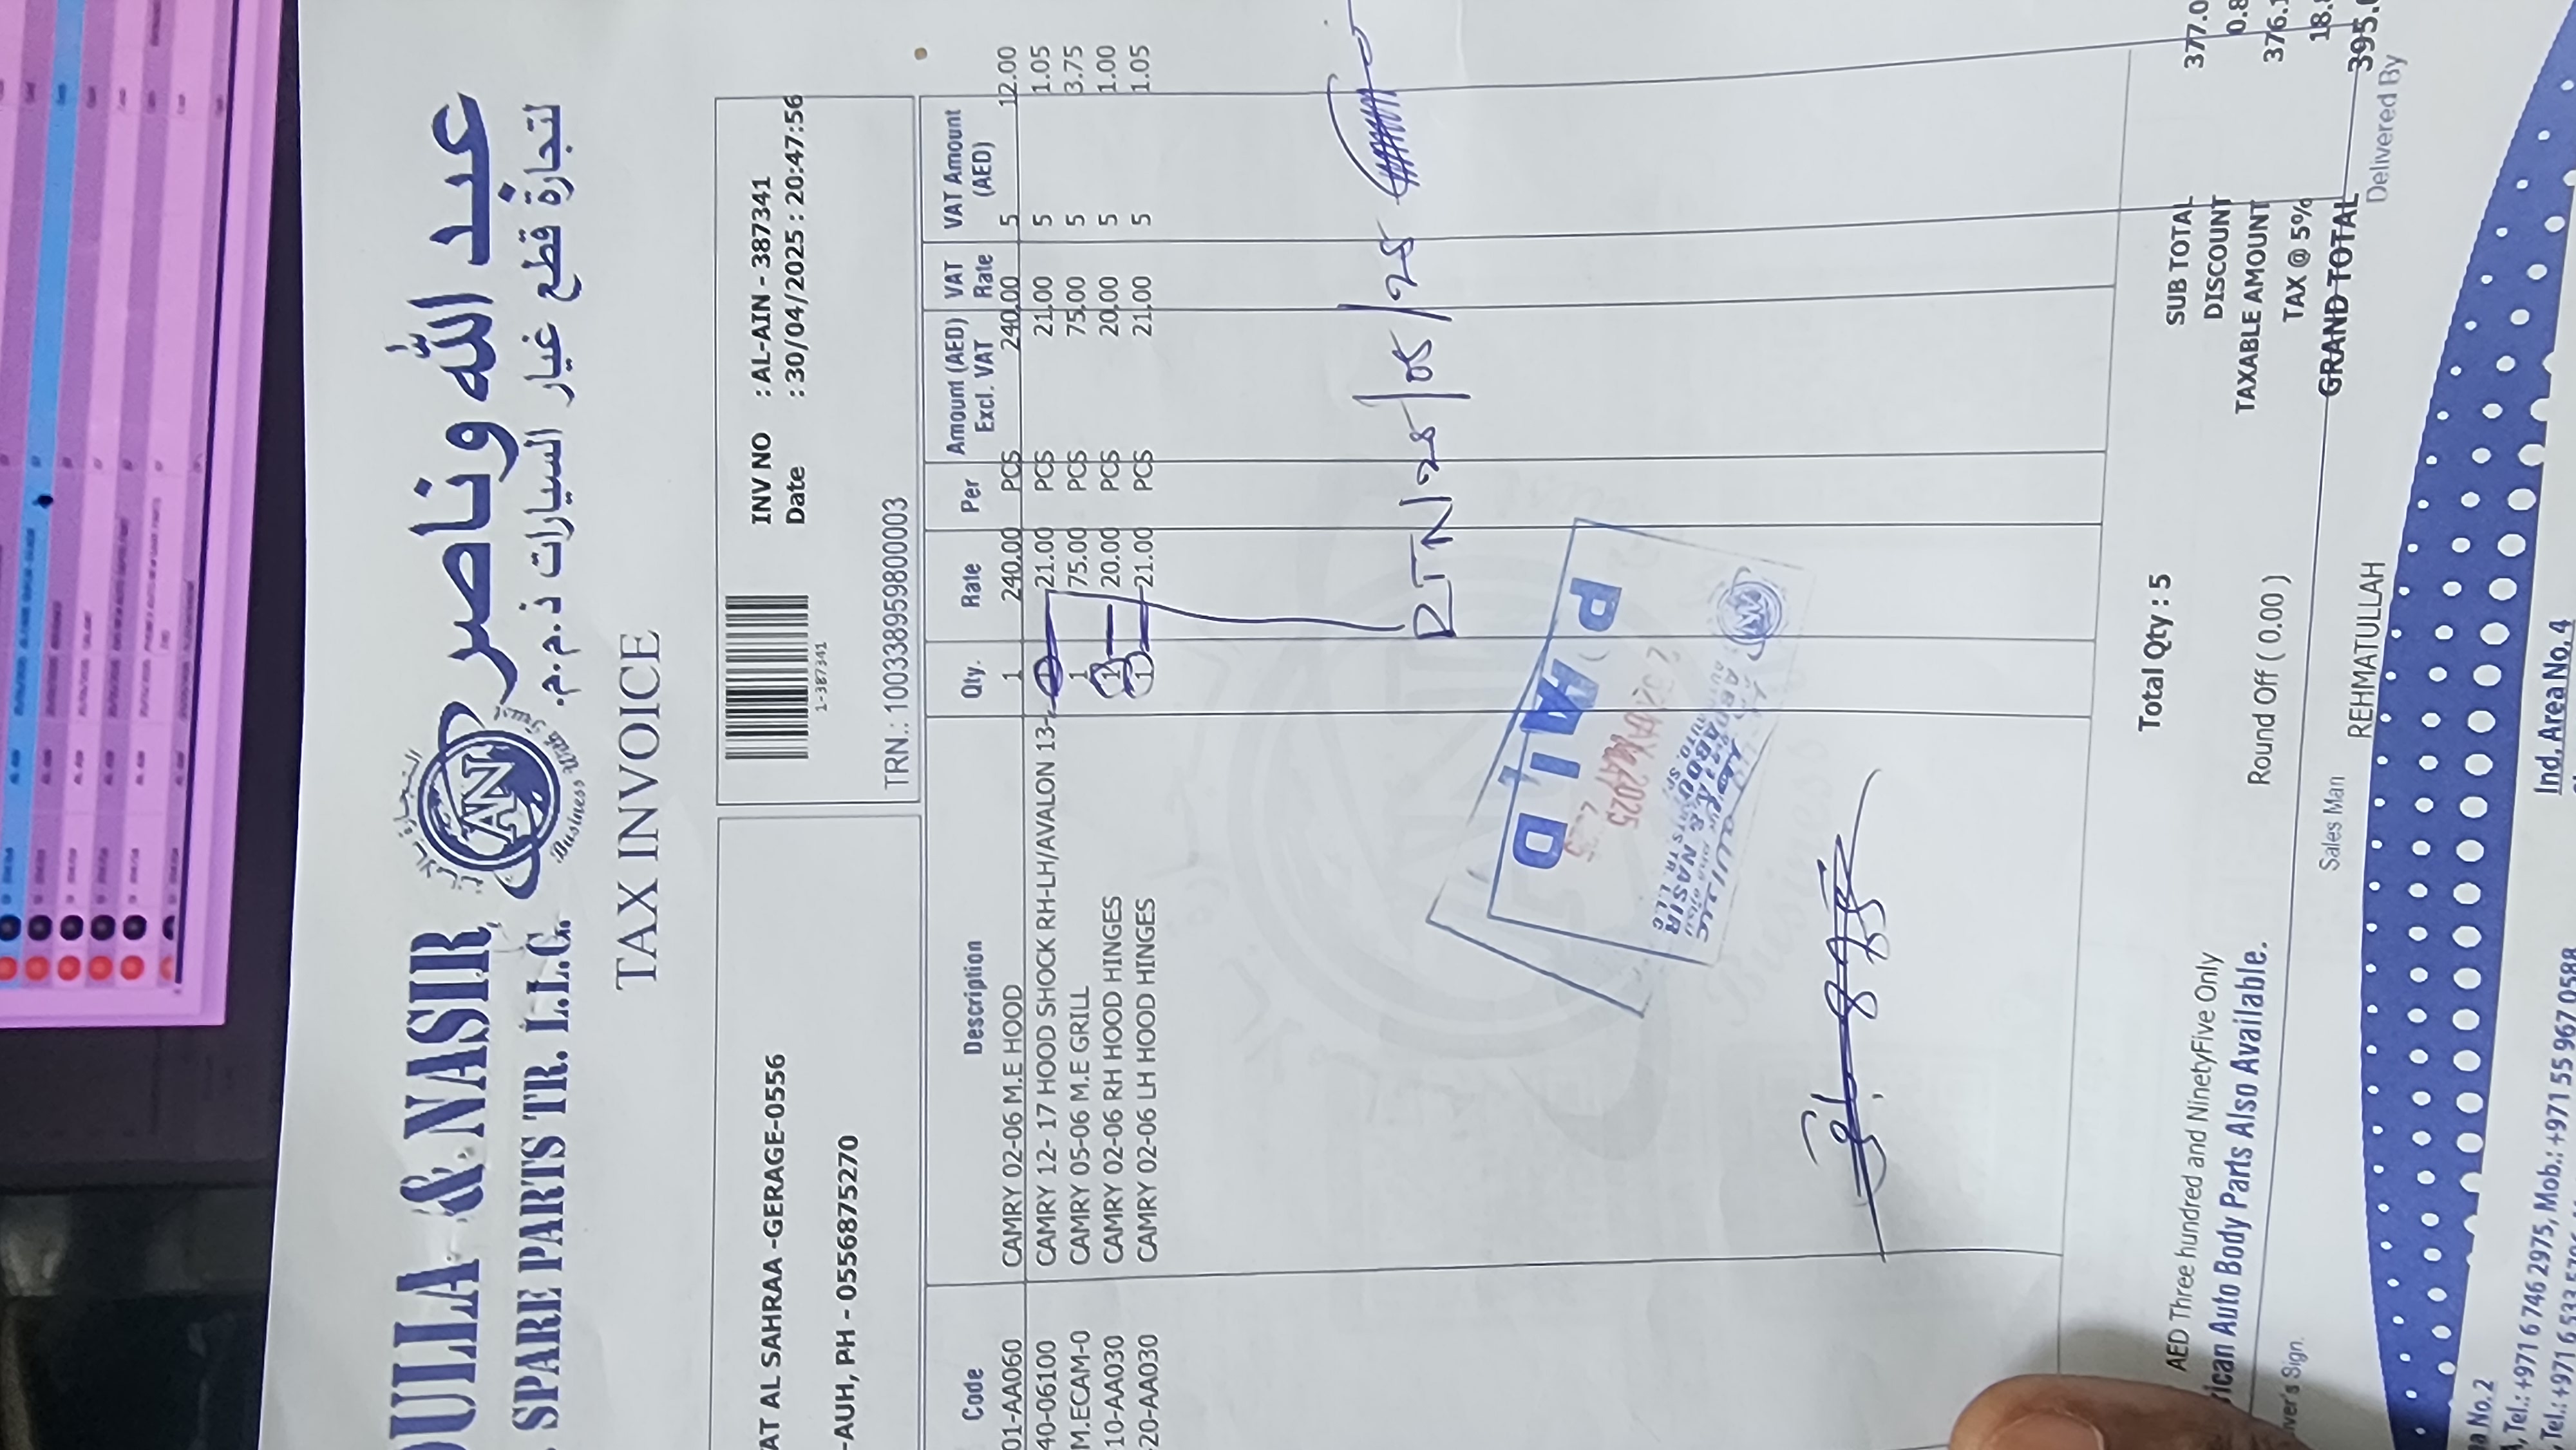 عبد الله وناصر
لتجارة قطع غيار السيارات ذ.م.م.
& NASIR
SPARE PARTS TR. L.L.C.
AN
Business With Trust
TAX INVOICE
1-387341
INV NO : AL-AIN - 387341
Date : 30/04/2025 : 20:47:56
AT AL SAHRAA -GERAGE-0556
-AUH, PH - 0556875270
TRN.: 100338959800003
Code Description Qty. Rate Per Amount (AED) Excl. VAT VAT Rate VAT Amount (AED)
01-AA060 CAMRY 02-06 M.E HOOD 1 240.00 PCS 240.00 5 12.00
40-06100 CAMRY 12- 17 HOOD SHOCK RH-LH/AVALON 13- 1 21.00 PCS 21.00 5 1.05
M.ECAM-0 CAMRY 05-06 M.E GRILL 1 75.00 PCS 75.00 5 3.75
10-AA030 CAMRY 02-06 RH HOOD HINGES 1 20.00 PCS 20.00 5 1.00
20-AA030 CAMRY 02-06 LH HOOD HINGES 1 21.00 PCS 21.00 5 1.05
PAID
Total Qty : 5
SUB TOTAL 377.0
DISCOUNT 0.8
AED Three hundred and NinetyFive Only
TAXABLE AMOUNT 376.
Round Off ( 0.00 )
TAX @ 5% 18.
GRAND TOTAL 395.
ican Auto Body Parts Also Available.
Sign.
Sales Man
REHMATULLAH
Delivered By
No.2
Ind. Area No. 4
Tel.: +971 6 746 2975, Mob.: +971 55 967 0588